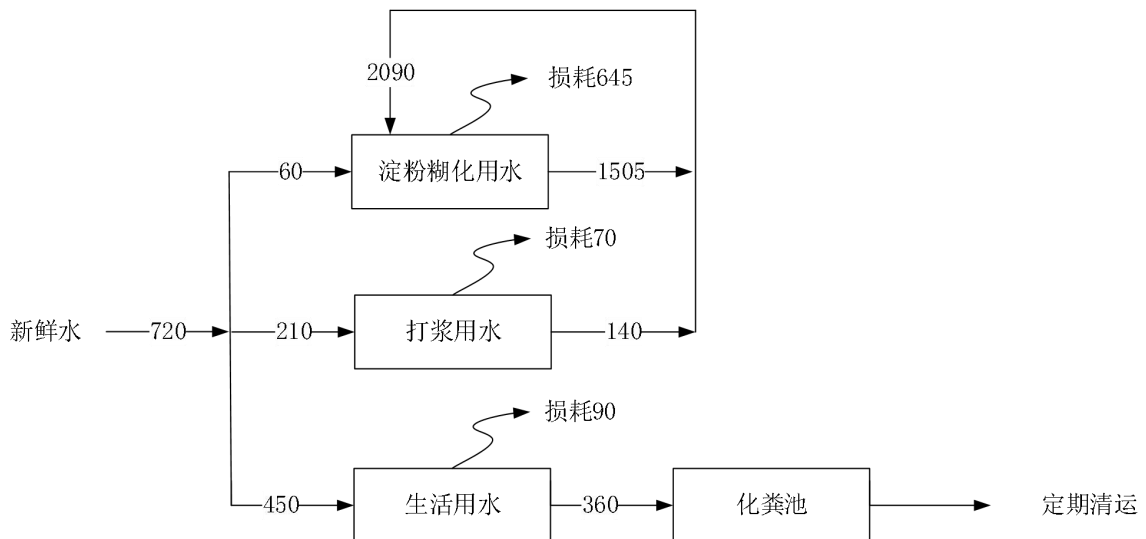 2090
损耗645
60
淀粉糊化用水
1505
损耗70
新鲜水
720
210
打浆用水
140
损耗90
450
生活用水
360
化粪池
定期清运